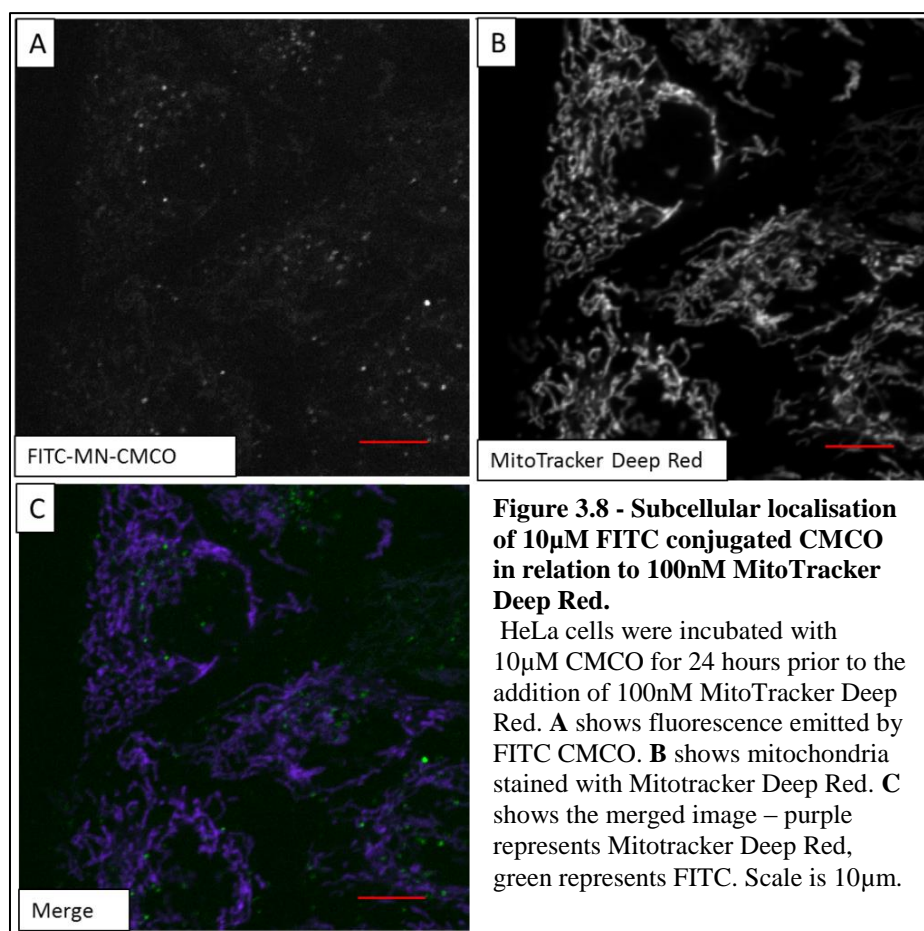 A
FITC-MN-CMCO
B
MitoTracker Deep Red
C
Merge
Figure 3.8 - Subcellular localisation
of 10µM FITC conjugated CMCO
in relation to 100nM MitoTracker
Deep Red.
HeLa cells were incubated with
10µM CMCO for 24 hours prior to the
addition of 100nM MitoTracker Deep
Red. A shows fluorescence emitted by
FITC CMCO. B shows mitochondria
stained with Mitotracker Deep Red. C
shows the merged image – purple
represents Mitotracker Deep Red,
green represents FITC. Scale is 10µm.